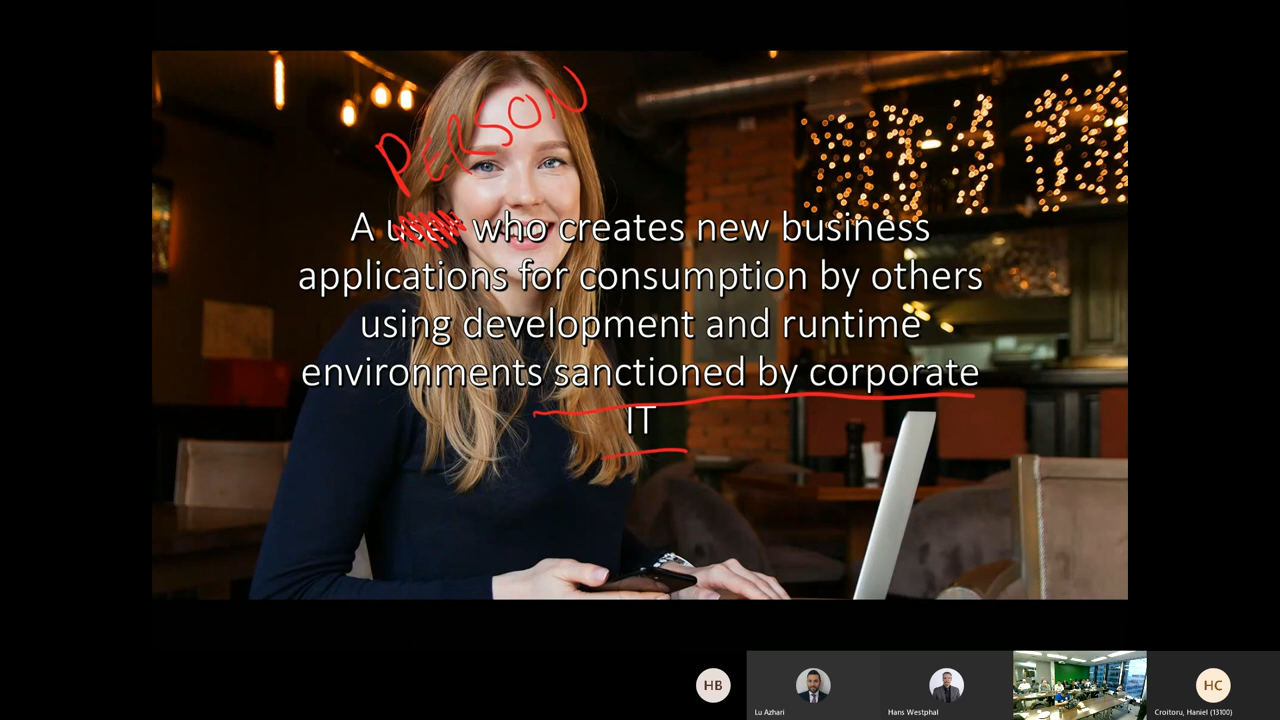 PERSON
A user who creates new business
applications for consumption by others
using development and runtime
environments sanctioned by corporate
IT
HB
Lu Azhari
Hans Westphal
HC
Croitoru, Haniel (13100)